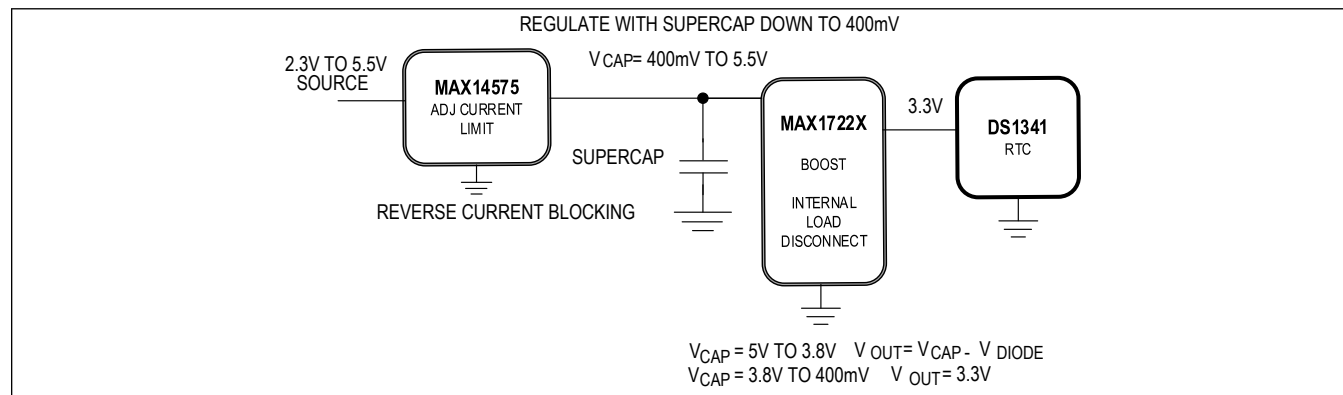 REGULATE WITH SUPERCAP DOWN TO 400mV
2.3V TO 5.5V
SOURCE
MAX14575
ADJ CURRENT
LIMIT
VCAP= 400mV TO 5.5V
SUPERCAP
REVERSE CURRENT BLOCKING
MAX1722X
BOOST
INTERNAL
LOAD
DISCONNECT
3.3V
DS1341
RTC
VCAP = 5V TO 3.8V VOUT= VCAP - VDIODE
VCAP = 3.8V TO 400mV VOUT= 3.3V